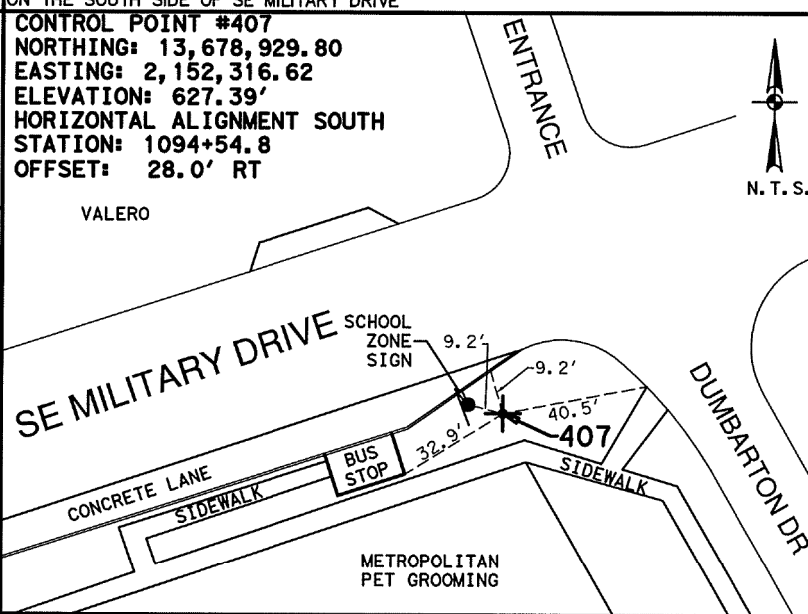 ON THE SOUTH SIDE OF SE MILITARY DRIVE
CONTROL POINT #407
NORTHING: 13,678,929.80
EASTING: 2,152,316.62
ELEVATION: 627.39'
HORIZONTAL ALIGNMENT SOUTH
STATION: 1094+54.8
OFFSET: 28.0' RT
ENTRANCE
N.T.S.
VALERO
SE MILITARY DRIVE
SCHOOL
ZONE
SIGN
9.2'
9.2'
40.5'
407
32.9'
BUS
STOP
CONCRETE LANE
SIDEWALK
SIDEWALK
DUMBARTON DR
METROPOLITAN
PET GROOMING